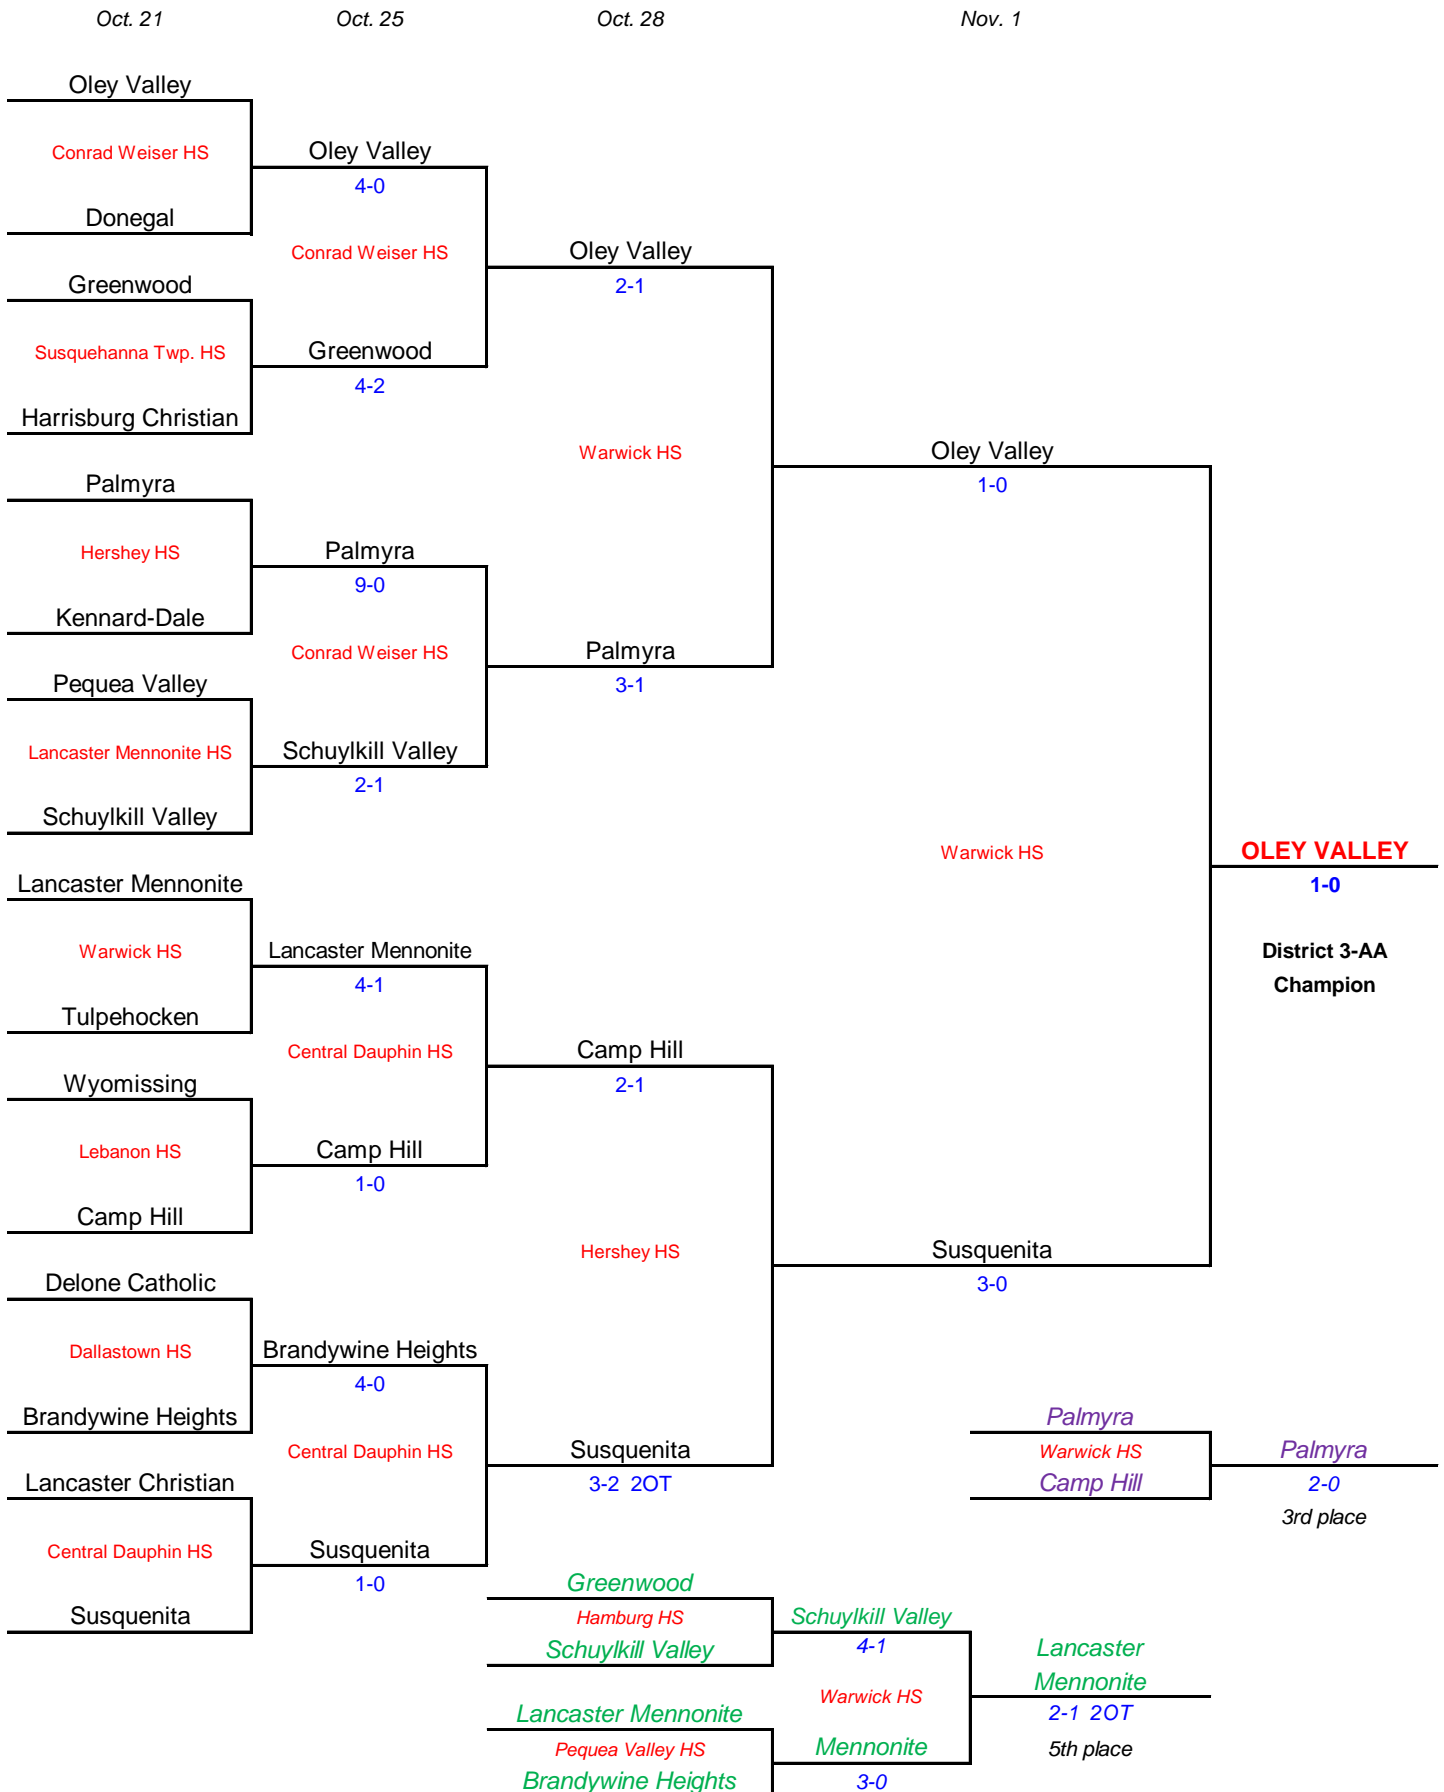 Oct. 21 Oct. 25 Oct. 28 Nov. 1
Oley Valley
Conrad Weiser HS
Oley Valley
4-0
Donegal
Conrad Weiser HS
Oley Valley
2-1
Greenwood
Susquehanna Twp. HS
Greenwood
4-2
Harrisburg Christian
Warwick HS
Oley Valley
1-0
Palmyra
Hershey HS
Palmyra
9-0
Kennard-Dale
Conrad Weiser HS
Palmyra
3-1
Pequea Valley
Lancaster Mennonite HS
Schuylkill Valley
2-1
Schuylkill Valley
Warwick HS
OLEY VALLEY
1-0
District 3-AA
Champion
Lancaster Mennonite
Warwick HS
Lancaster Mennonite
4-1
Tulpehocken
Central Dauphin HS
Camp Hill
2-1
Wyomissing
Lebanon HS
Camp Hill
1-0
Camp Hill
Hershey HS
Susquenita
3-0
Delone Catholic
Dallastown HS
Brandywine Heights
4-0
Brandywine Heights
Central Dauphin HS
Susquenita
3-2 2OT
Lancaster Christian
Central Dauphin HS
Susquenita
1-0
Susquenita
Palmyra
Warwick HS
Camp Hill
Palmyra
2-0
3rd place
Greenwood
Hamburg HS
Schuylkill Valley
Schuylkill Valley
4-1
Warwick HS
Lancaster
Mennonite
2-1 2OT
5th place
Lancaster Mennonite
Pequea Valley HS
Brandywine Heights
Mennonite
3-0